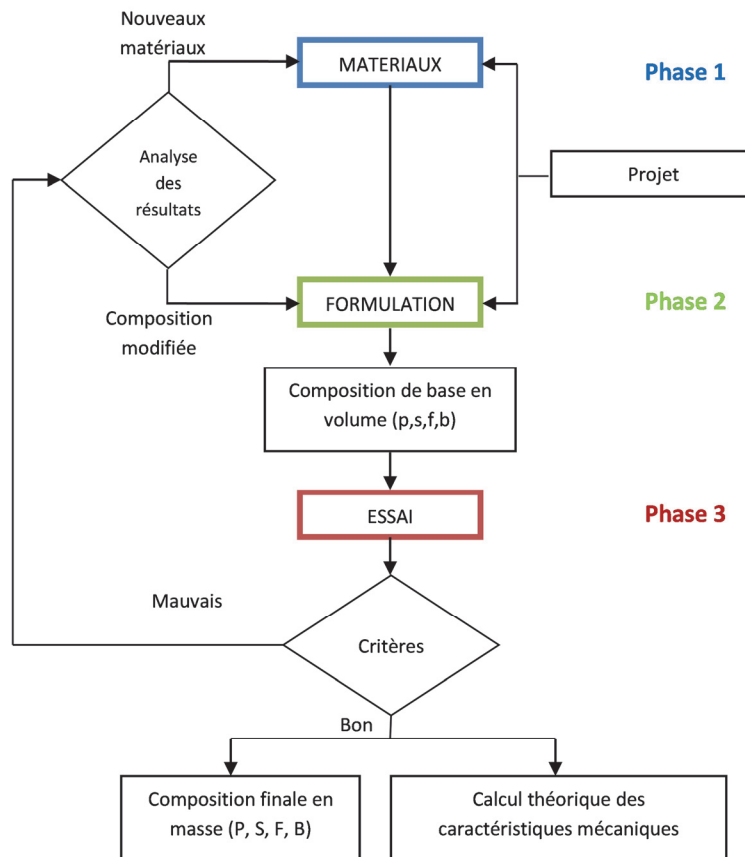 Nouveaux
matériaux
MATERIAUX
Phase 1
Analyse
des
résultats
Projet
FORMULATION
Phase 2
Composition
modifiée
Composition de base en
volume (p,s,f,b)
ESSAI
Phase 3
Mauvais
Critères
Bon
Composition finale en
masse (P, S, F, B)
Calcul théorique des
caractéristiques mécaniques